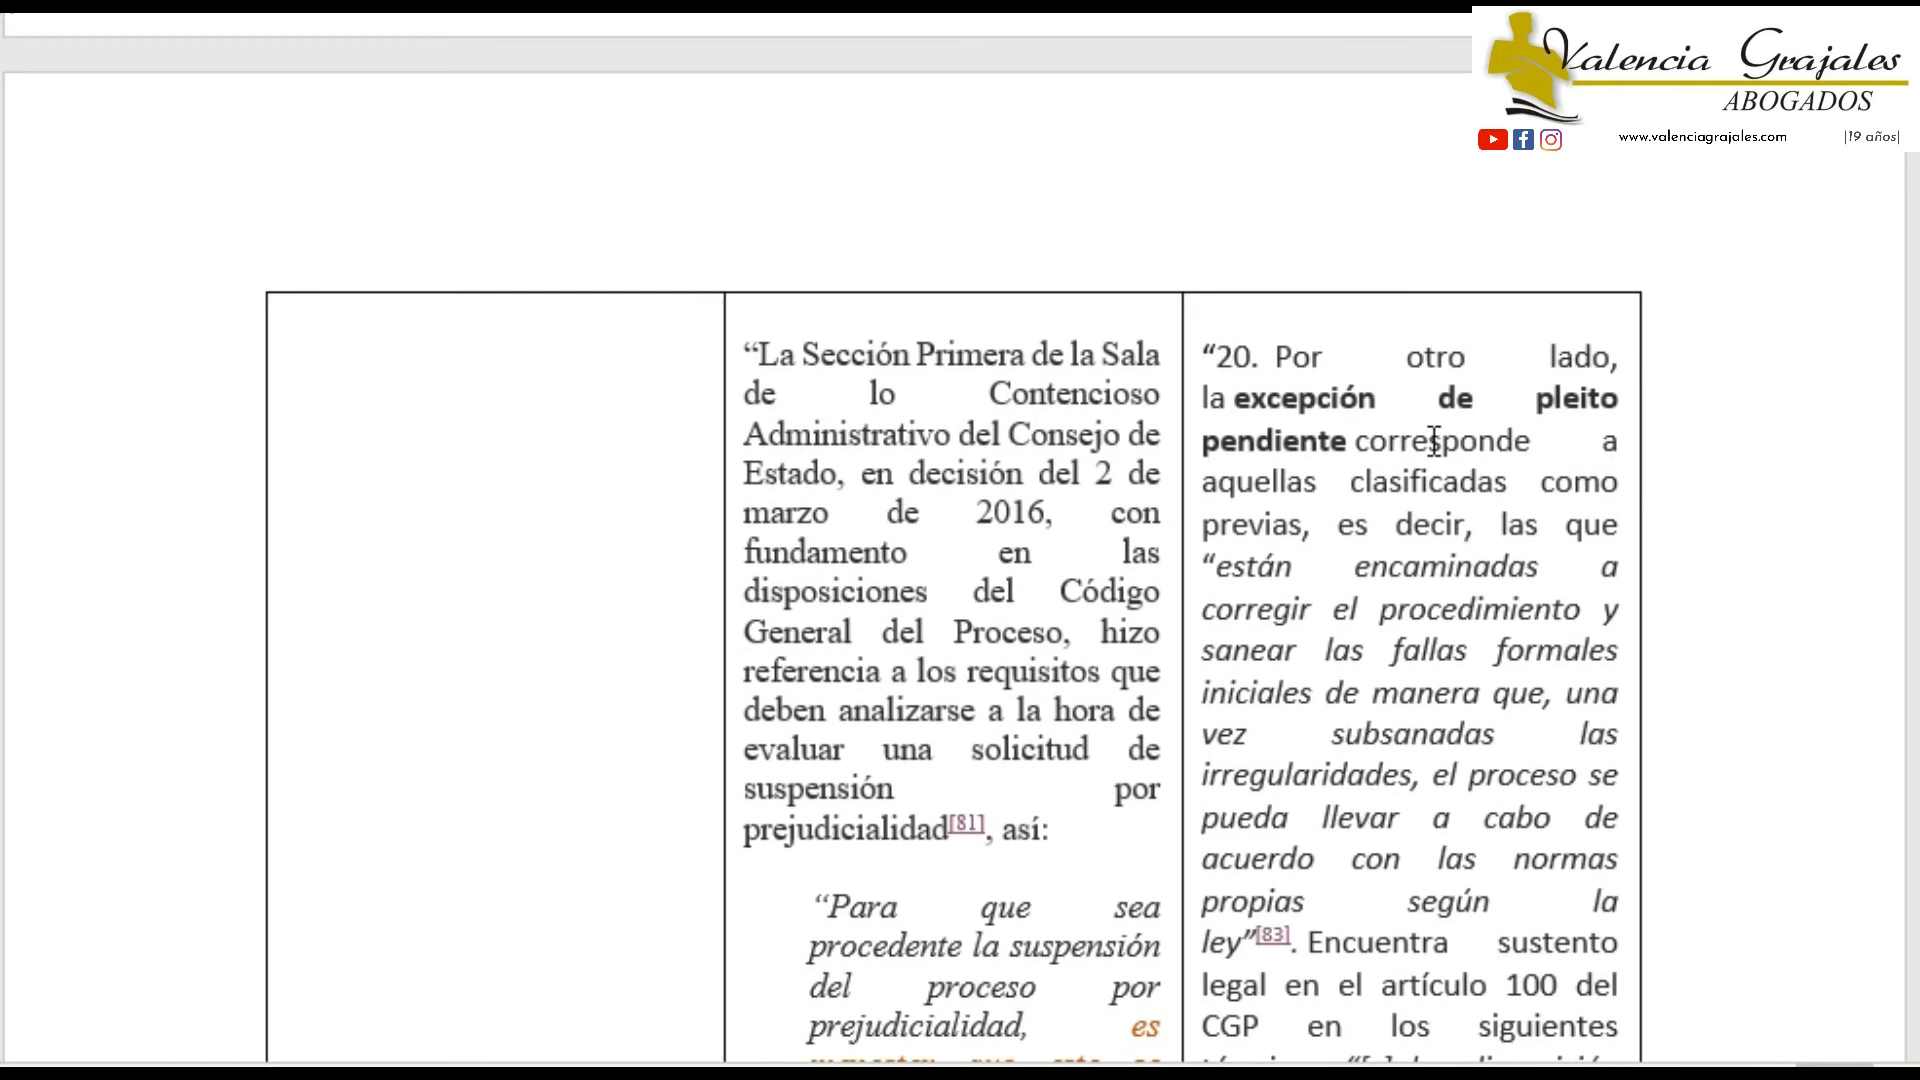 Valencia Grajales
ABOGADOS
www.valenciagrajales.com
|19 años|
“La Sección Primera de la Sala
de lo Contencioso
Administrativo del Consejo de
Estado, en decisión del 2 de
marzo de 2016, con
fundamento en las
disposiciones del Código
General del Proceso, hizo
referencia a los requisitos que
deben analizarse a la hora de
evaluar una solicitud de
suspensión por
prejudicialidad[81], así:
“Para que sea
procedente la suspensión
del proceso por
prejudicialidad, es
“20. Por otro lado,
la excepción de pleito
pendiente corresponde a
aquellas clasificadas como
previas, es decir, las que
“están encaminadas a
corregir el procedimiento y
sanear las fallas formales
iniciales de manera que, una
vez subsanadas las
irregularidades, el proceso se
pueda llevar a cabo de
acuerdo con las normas
propias según la
ley”[83]. Encuentra sustento
legal en el artículo 100 del
CGP en los siguientes